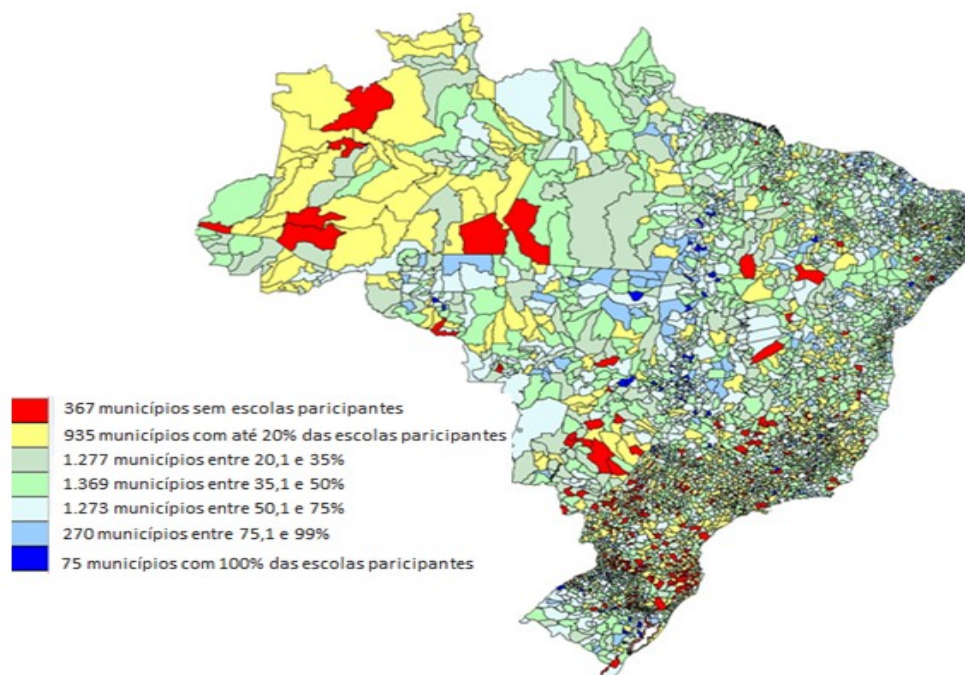 367 municípios sem escolas paricipantes
935 municípios com até 20% das escolas paricipantes
1.277 municípios entre 20,1 e 35%
1.369 municípios entre 35,1 e 50%
1.273 municípios entre 50,1 e 75%
270 municípios entre 75,1 e 99%
75 municípios com 100% das escolas paricipantes